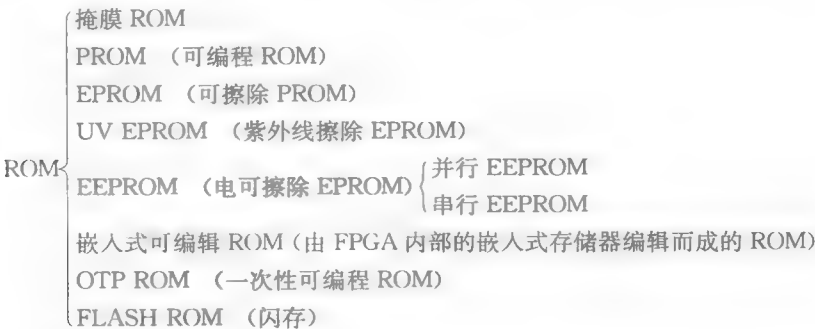 掩膜 ROM
PROM （可编程 ROM）
EPROM （可擦除 PROM）
UV EPROM （紫外线擦除 EPROM）
ROM
EEPROM （电可擦除 EPROM）
并行 EEPROM
串行 EEPROM
嵌入式可编辑 ROM（由 FPGA 内部的嵌入式存储器编辑而成的 ROM）
OTP ROM （一次性可编程 ROM）
FLASH ROM （闪存）